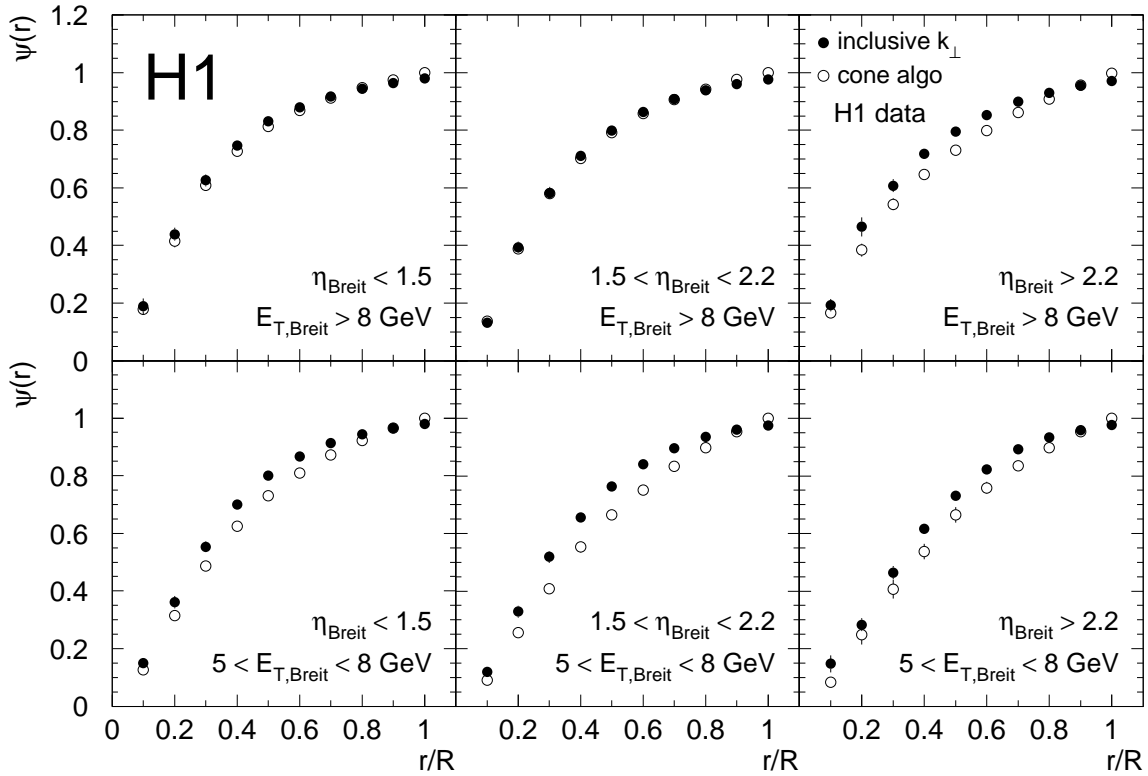 ψ(r)
1.2
1
0.8
0.6
0.4
0.2
0
H1
η_Breit < 1.5
E_T,Breit > 8 GeV
1.5 < η_Breit < 2.2
E_T,Breit > 8 GeV
inclusive k_⊥
cone algo
H1 data
η_Breit > 2.2
E_T,Breit > 8 GeV
ψ(r)
1
0.8
0.6
0.4
0.2
0
η_Breit < 1.5
5 < E_T,Breit < 8 GeV
1.5 < η_Breit < 2.2
5 < E_T,Breit < 8 GeV
η_Breit > 2.2
5 < E_T,Breit < 8 GeV
0 0.2 0.4 0.6 0.8 1 0.2 0.4 0.6 0.8 1 0.2 0.4 0.6 0.8 1
r/R r/R r/R